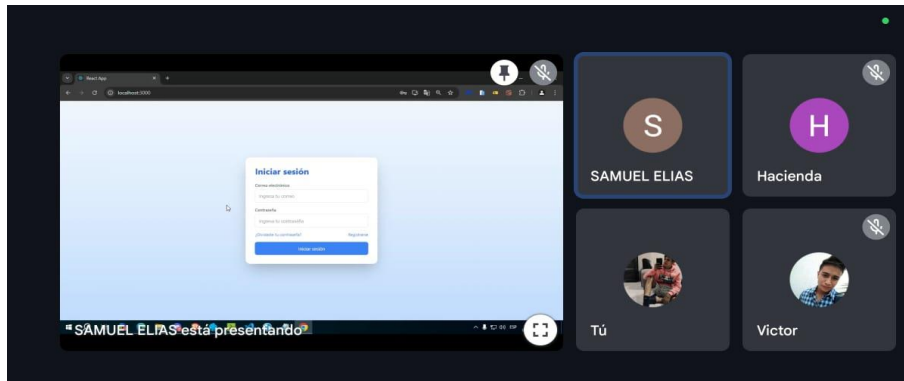 React App
localhost:3000
Iniciar sesión
Correo electrónico
Ingresa tu correo
Contraseña
Ingresa tu contraseña
¿Olvidaste tu contraseña? Registrarse
Iniciar sesión
SAMUEL ELIAS está presentando
ESP
S
SAMUEL ELIAS
H
Hacienda
Tú
Victor